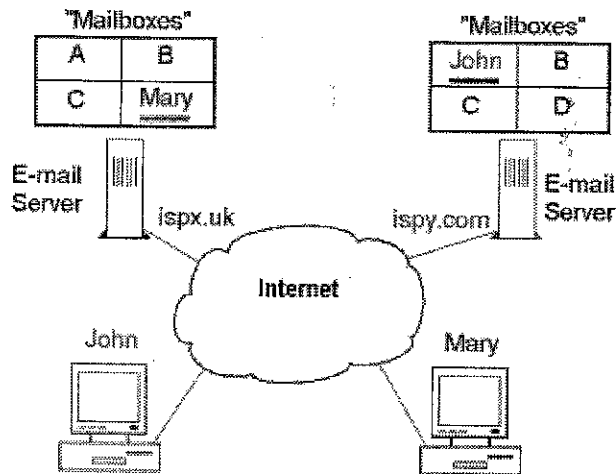 "Mailboxes"
A B
C Mary
E-mail
Server
ispx.uk
"Mailboxes"
John B
C D
E-mail
Server
ispy.com
Internet
John
Mary